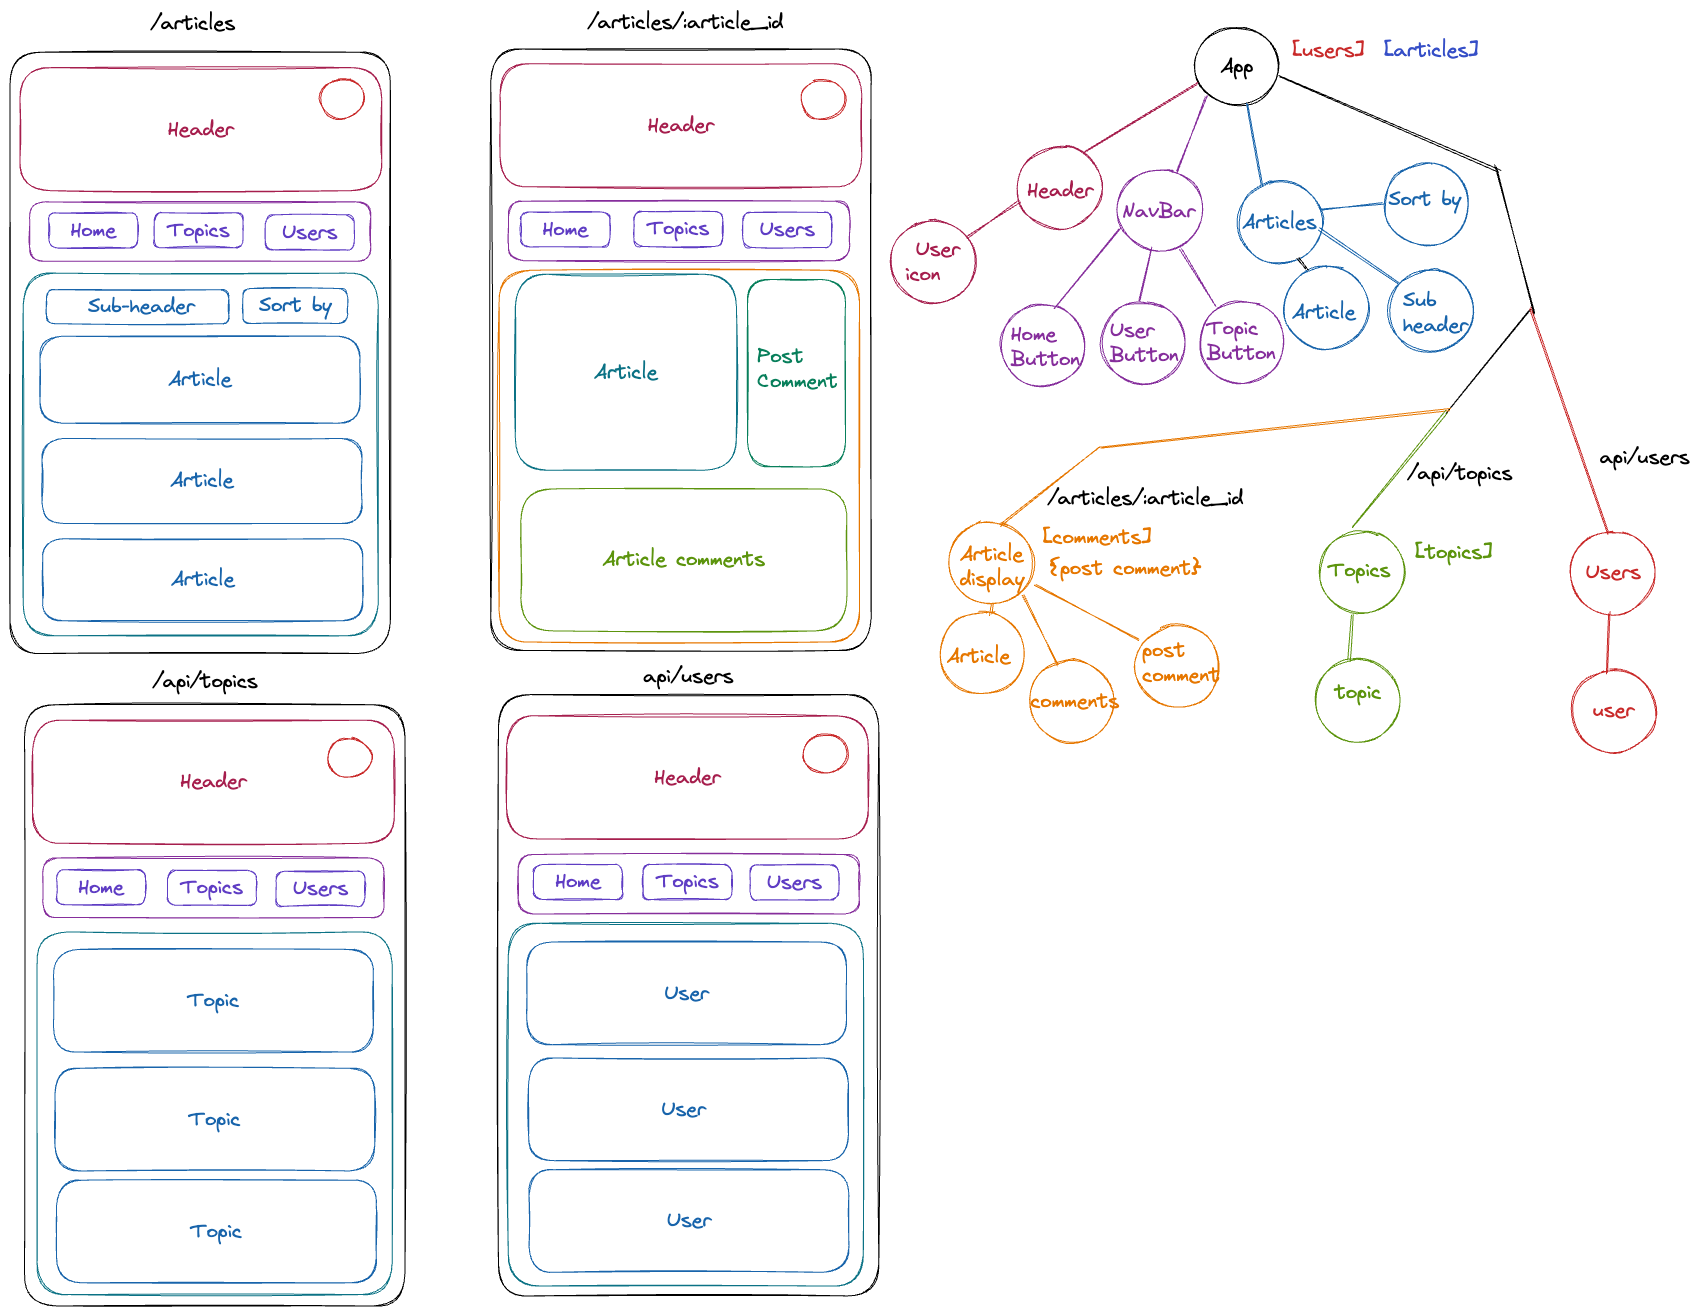 /articles
Header
Home
Topics
Users
Sub-header
Sort by
Article
Article
Article
/articles/:article_id
Header
Home
Topics
Users
Article
Post
Comment
Article comments
/api/topics
Header
Home
Topics
Users
Topic
Topic
Topic
api/users
Header
Home
Topics
Users
User
User
User
App
[users]
[articles]
Header
User
icon
NavBar
Home
Button
User
Button
Topic
Button
Articles
Sort by
Article
Sub
header
/articles/:article_id
Article
display
[comments]
{post comment}
Article
comments
post
comment
/api/topics
Topics
[topics]
topic
api/users
Users
user